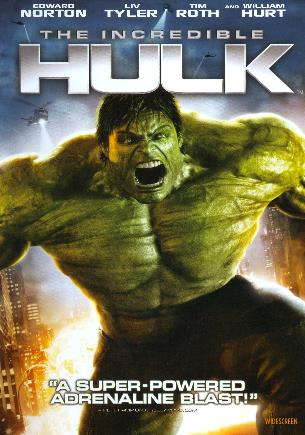 EDWARD NORTON LIV TYLER TIM ROTH AND WILLIAM HURT
THE INCREDIBLE
HULK
"A SUPER-POWERED
ADRENALINE BLAST!"
WIDESCREEN